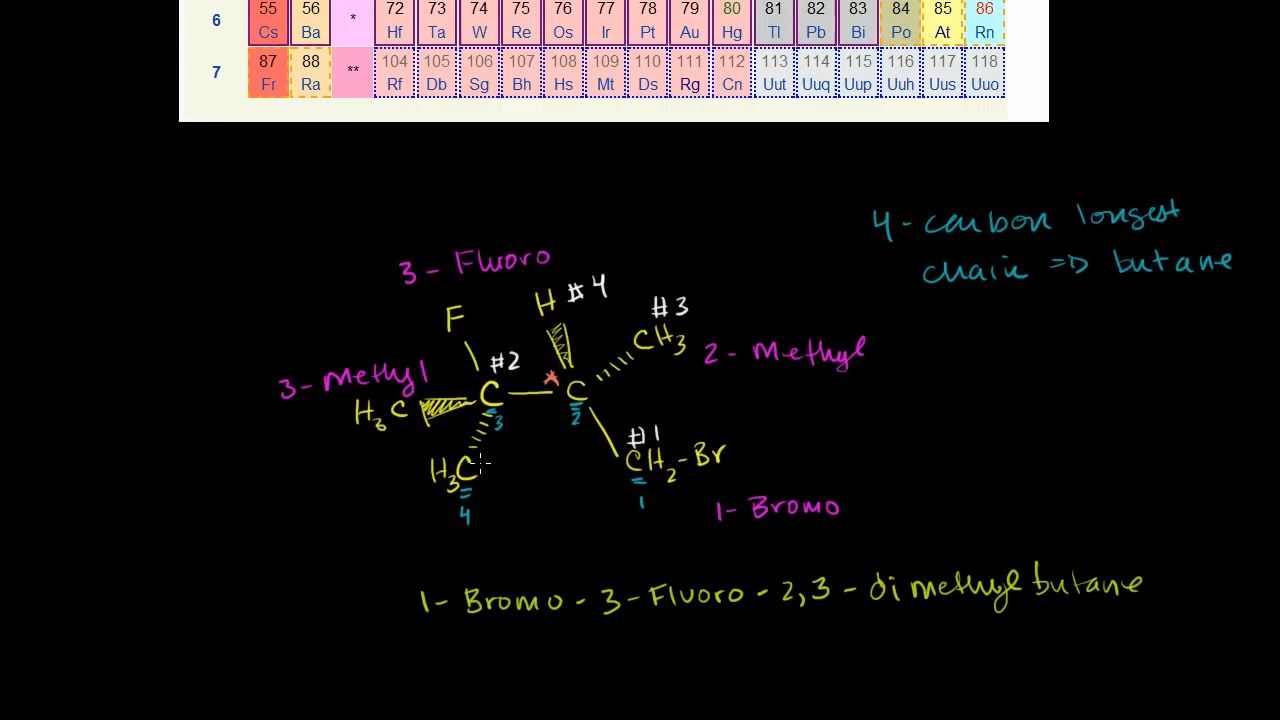 6 55 56 * 72 73 74 75 76 77 78 79 80 81 82 83 84 85 86
Cs Ba Hf Ta W Re Os Ir Pt Au Hg Tl Pb Bi Po At Rn
7 87 88 ** 104 105 106 107 108 109 110 111 112 113 114 115 116 117 118
Fr Ra Rf Db Sg Bh Hs Mt Ds Rg Cn Uut Uuq Uup Uuh Uus Uuo
4 - carbon longest
chain => butane
3 - Fluoro
H #4
F
#3
CH3
#2
2 - Methyl
3 - Methyl
*
H3C C C
3 2
#1
CH2 - Br
H3C
4
1
1 - Bromo
1 - Bromo - 3 - Fluoro - 2,3 - dimethyl butane